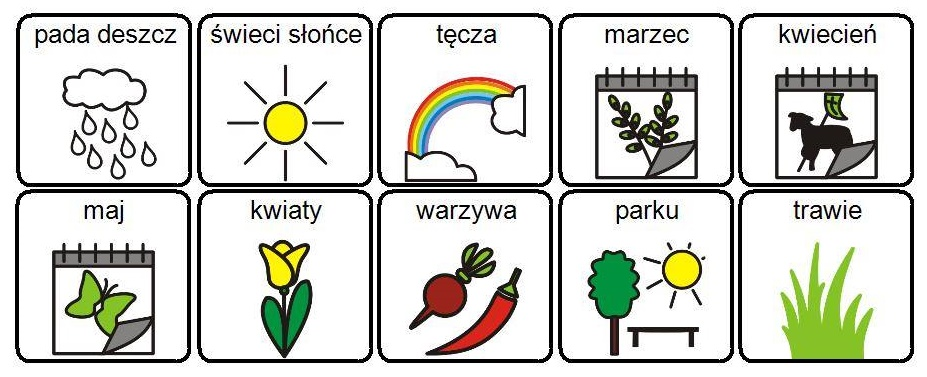 pada deszcz
świeci słońce
tęcza
marzec
kwiecień
maj
kwiaty
warzywa
parku
trawie